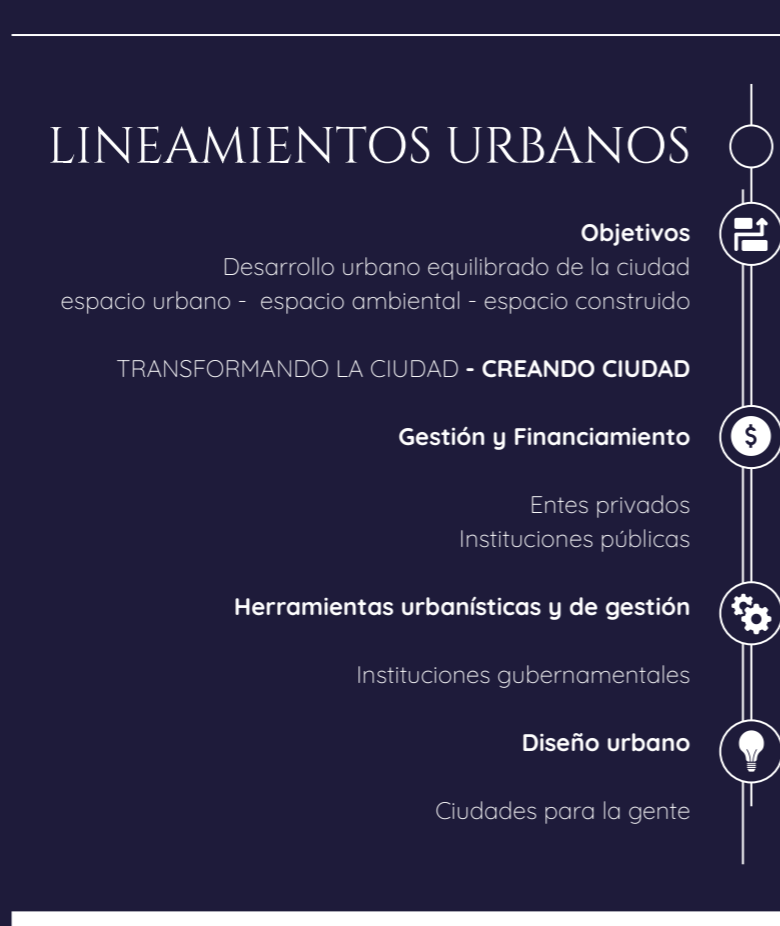 LINEAMIENTOS URBANOS
Objetivos
Desarrollo urbano equilibrado de la ciudad
espacio urbano - espacio ambiental - espacio construido
TRANSFORMANDO LA CIUDAD - CREANDO CIUDAD
Gestión y Financiamiento
$
Entes privados
Instituciones públicas
Herramientas urbanísticas y de gestión
Instituciones gubernamentales
Diseño urbano
Ciudades para la gente